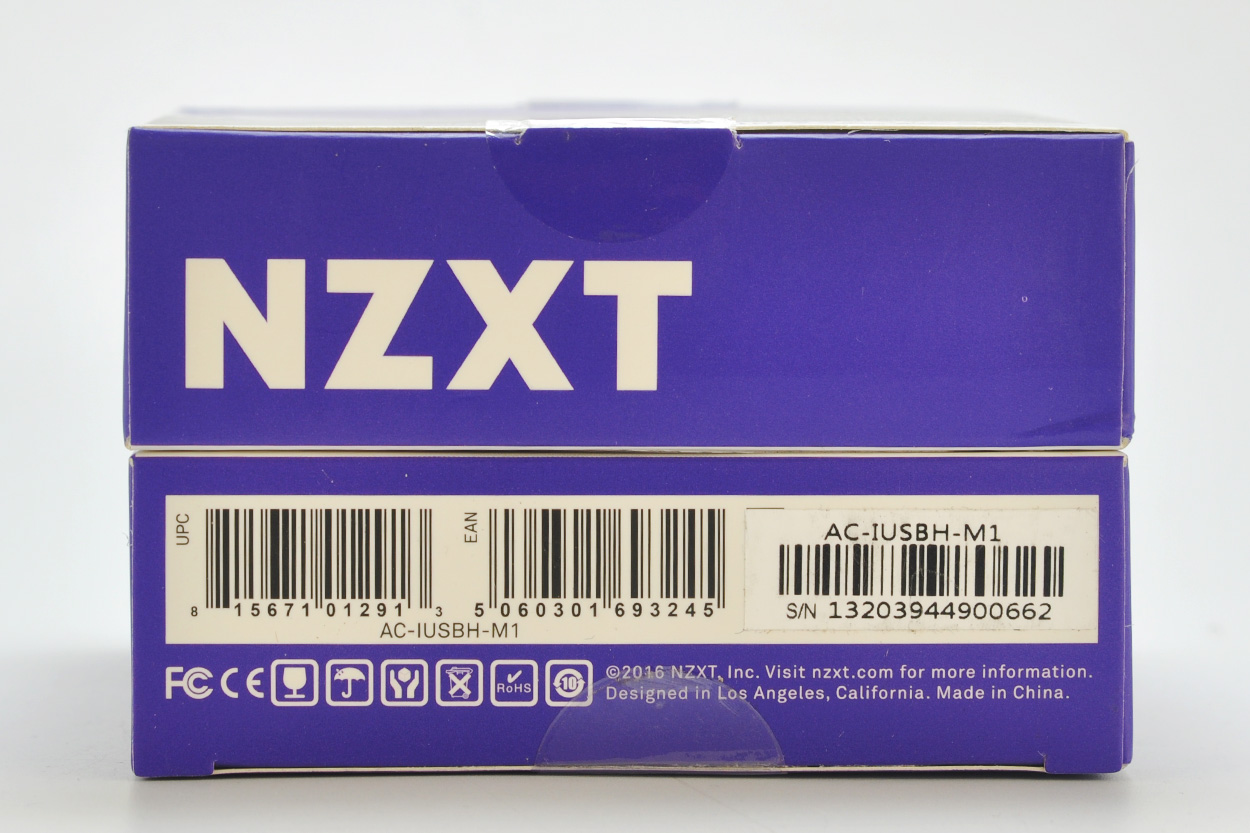 NZXT
UPC
8 15671 01291 3
EAN
5 060301 693245
AC-IUSBH-M1
AC-IUSBH-M1
S/N 13203944900662
FC CE
RoHS
10
©2016 NZXT, Inc. Visit nzxt.com for more information.
Designed in Los Angeles, California. Made in China.